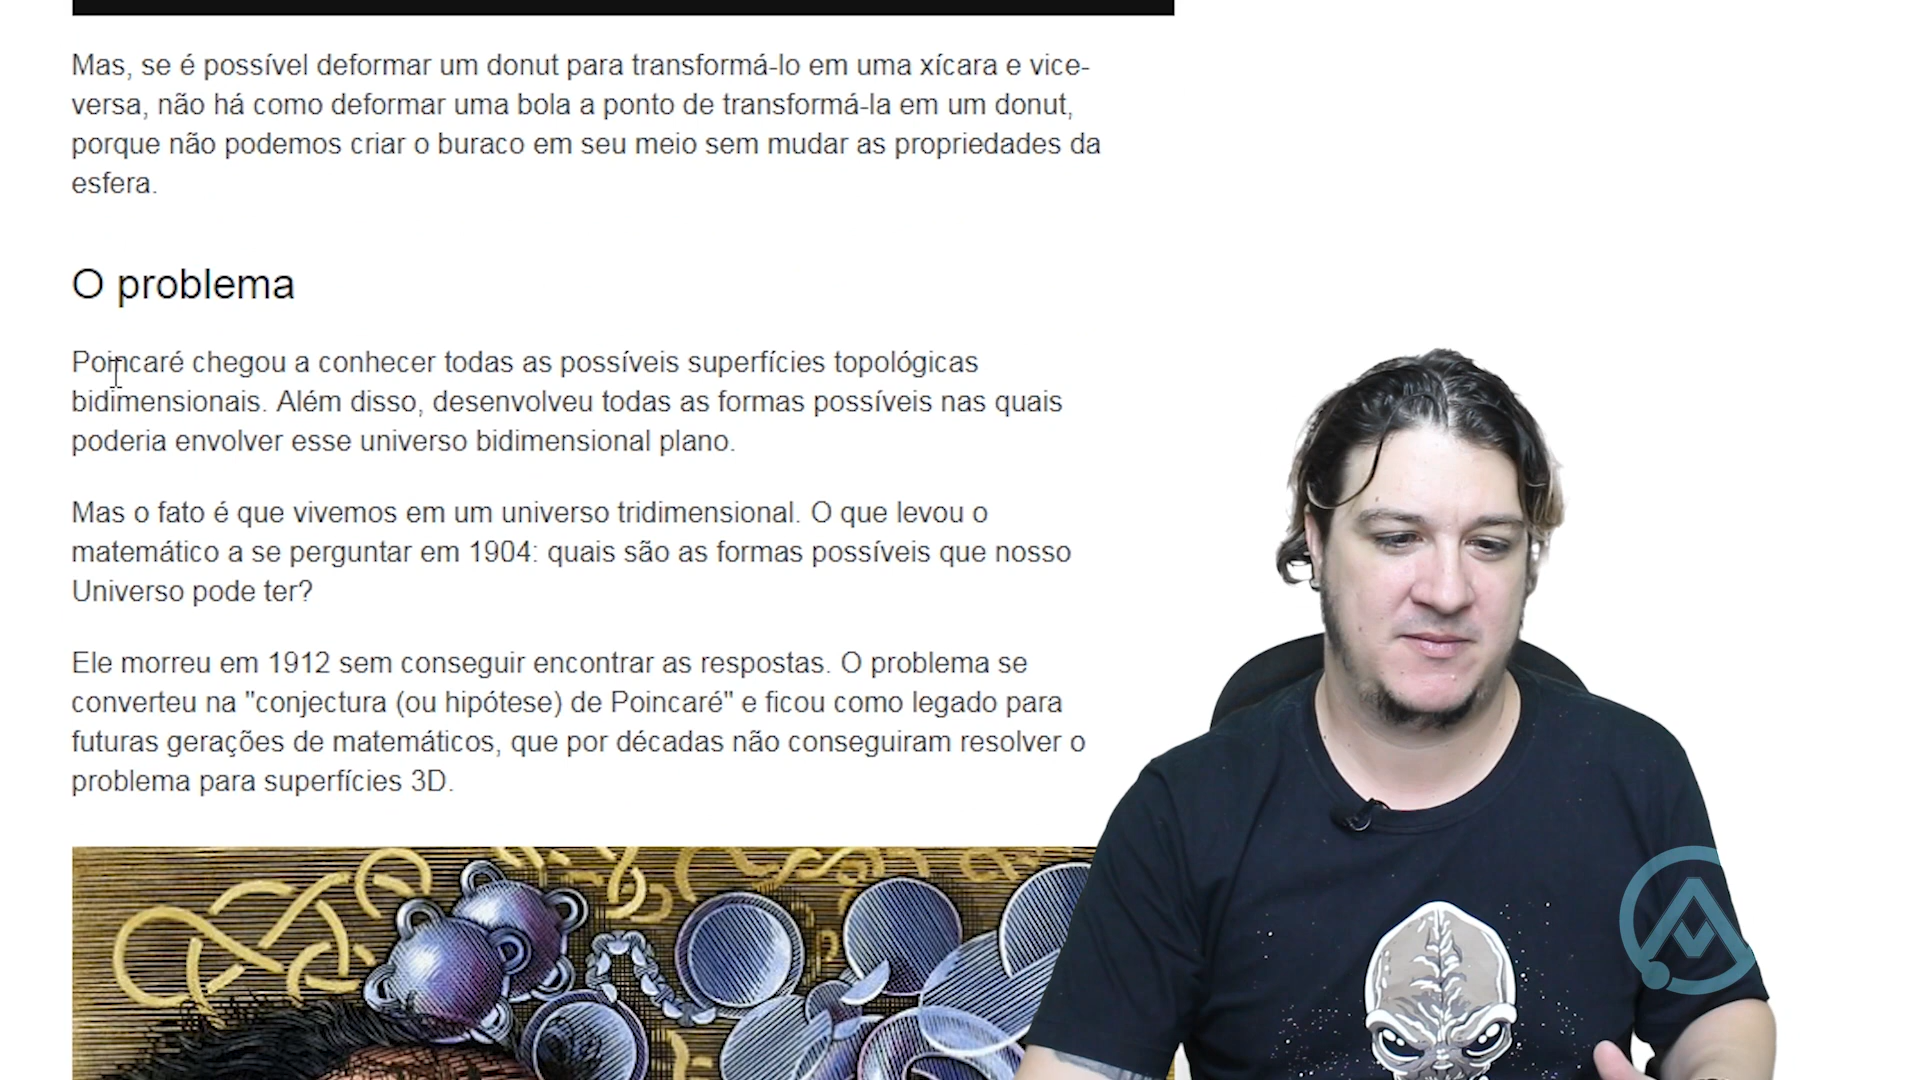 Mas, se é possível deformar um donut para transformá-lo em uma xícara e vice-
versa, não há como deformar uma bola a ponto de transformá-la em um donut,
porque não podemos criar o buraco em seu meio sem mudar as propriedades da
esfera.
O problema
Poincaré chegou a conhecer todas as possíveis superfícies topológicas
bidimensionais. Além disso, desenvolveu todas as formas possíveis nas quais
poderia envolver esse universo bidimensional plano.
Mas o fato é que vivemos em um universo tridimensional. O que levou o
matemático a se perguntar em 1904: quais são as formas possíveis que nosso
Universo pode ter?
Ele morreu em 1912 sem conseguir encontrar as respostas. O problema se
converteu na "conjectura (ou hipótese) de Poincaré" e ficou como legado para
futuras gerações de matemáticos, que por décadas não conseguiram resolver o
problema para superfícies 3D.